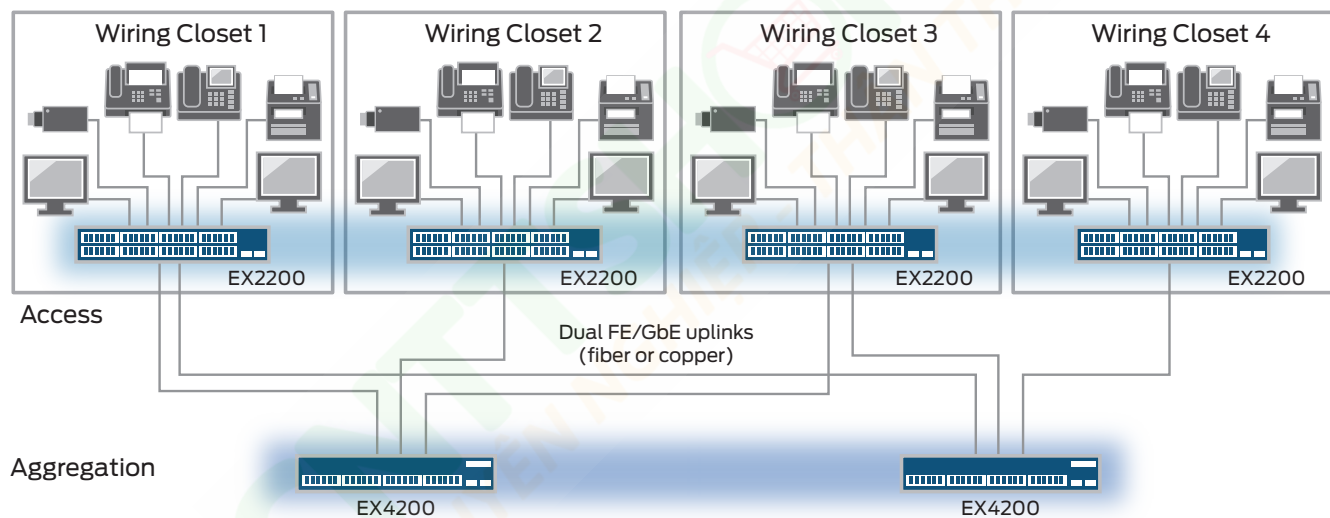 Wiring Closet 1
Wiring Closet 2
Wiring Closet 3
Wiring Closet 4
EX2200
EX2200
EX2200
EX2200
Access
Dual FE/GbE uplinks
(fiber or copper)
Aggregation
EX4200
EX4200